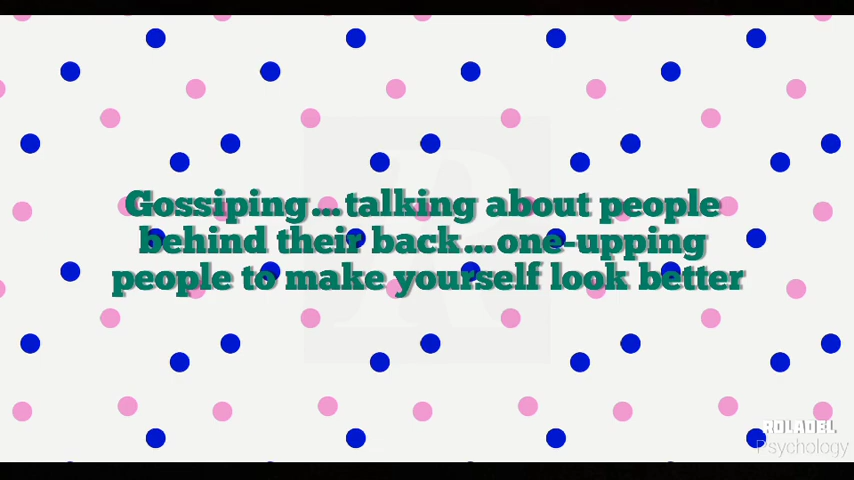 Gossiping...talking about people
behind their back...one-upping
people to make yourself look better
R
ROLADEL
Psychology